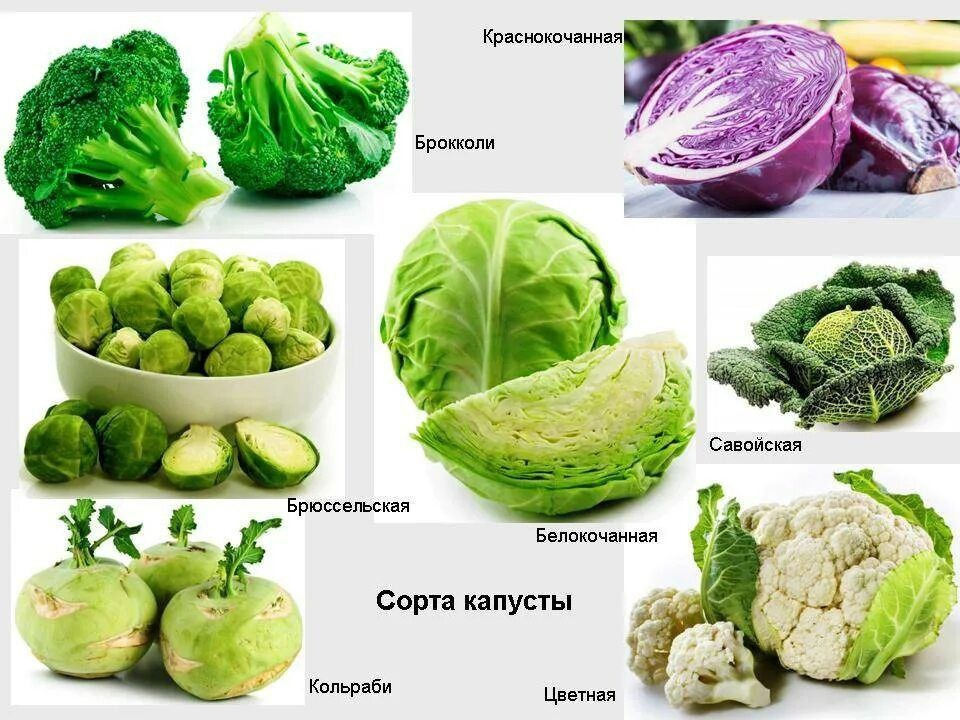 Краснокочанная
Брокколи
Савойская
Брюссельская
Белокочанная
Сорта капусты
Кольраби
Цветная